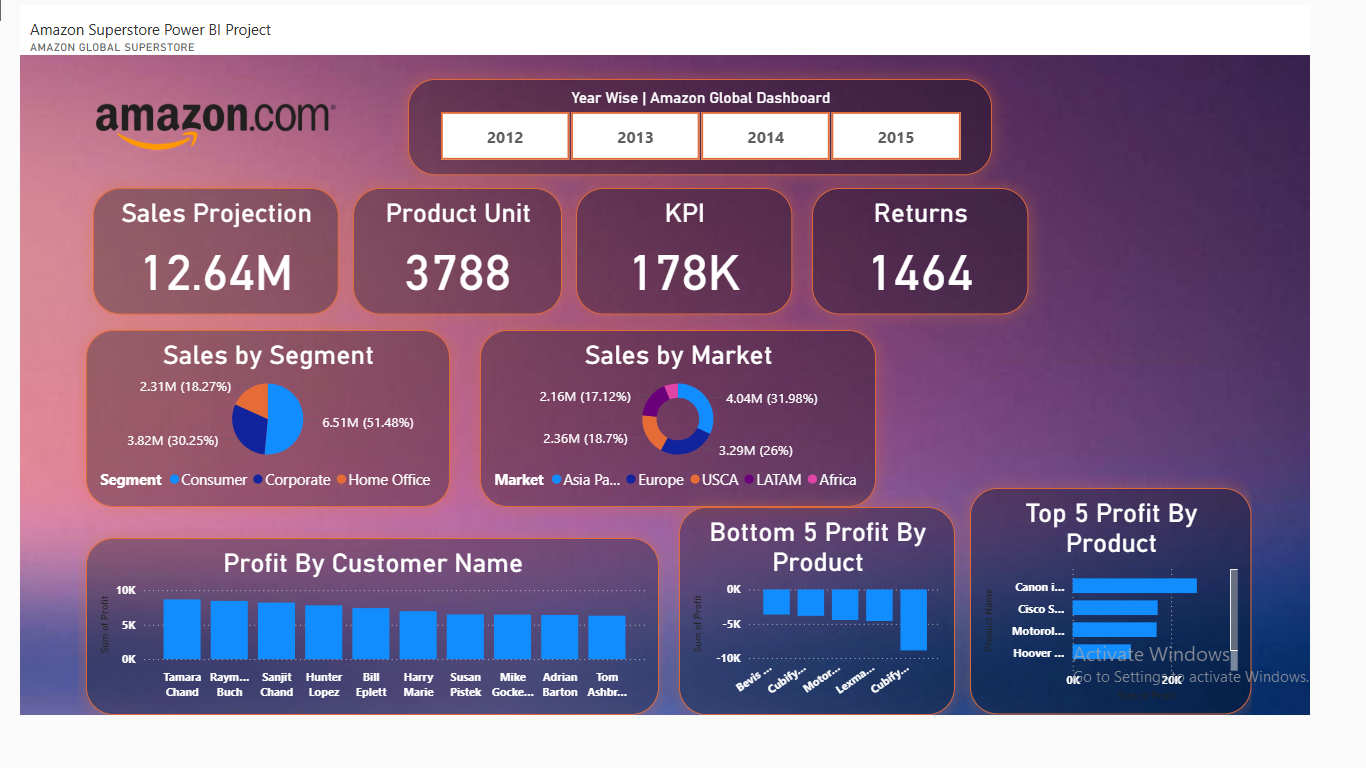 Amazon Superstore Power BI Project
AMAZON GLOBAL SUPERSTORE
amazon.com®
Year Wise | Amazon Global Dashboard
2012 2013 2014 2015
Sales Projection
12.64M
Product Unit
3788
KPI
178K
Returns
1464
Sales by Segment
2.31M (18.27%)
6.51M (51.48%)
3.82M (30.25%)
Segment Consumer Corporate Home Office
Sales by Market
2.16M (17.12%)
4.04M (31.98%)
2.36M (18.7%)
3.29M (26%)
Market Asia Pa... Europe USCA LATAM Africa
Profit By Customer Name
Sum of Profit
10K
5K
0K
Tamara Chand
Raym... Buch
Sanjit Chand
Hunter Lopez
Bill Eplett
Harry Marie
Susan Pistek
Mike Gocke...
Adrian Barton
Tom Ashbr...
Bottom 5 Profit By
Product
Sum of Profit
0K
-5K
-10K
Bevis ...
Cubify...
Motor...
Lexma...
Cubify...
Top 5 Profit By
Product
Product Name
Canon i...
Cisco S...
Motorol...
Hoover ...
0K 20K
Activate Windows
Go to Settings to activate Windows.